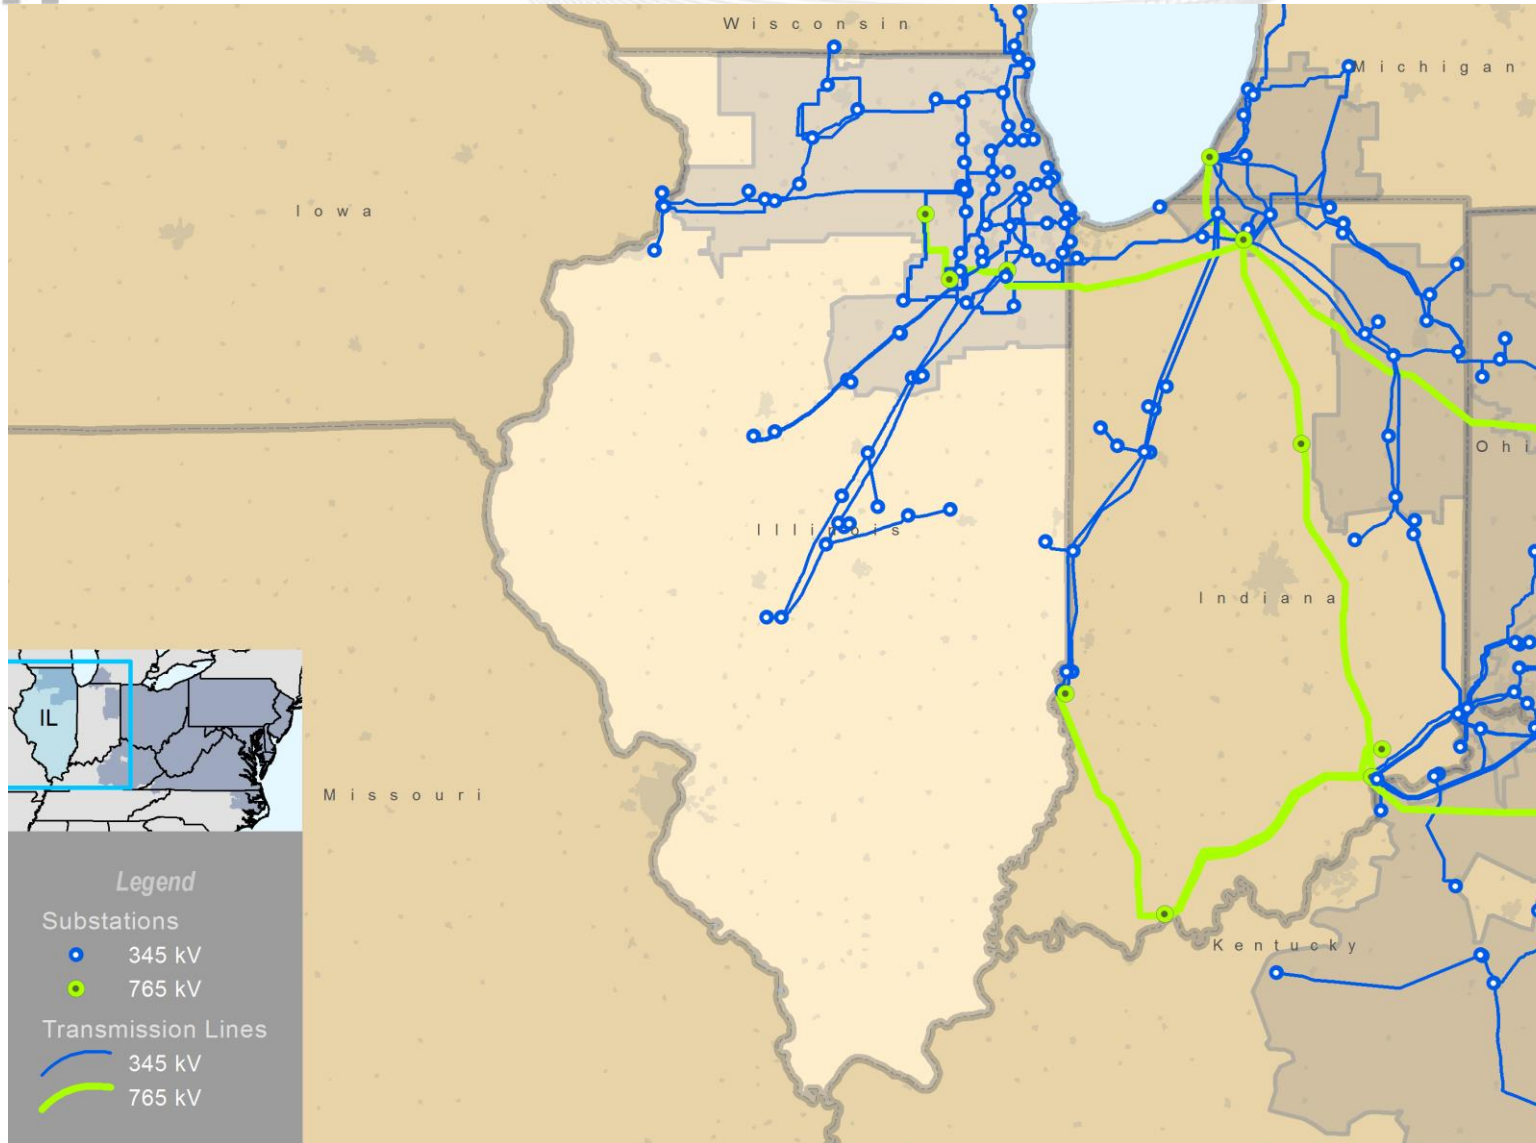 Wisconsin
Michigan
Iowa
Ohi
Illinois
Indiana
IL
Missouri
Kentucky
Legend
Substations
345 kV
765 kV
Transmission Lines
345 kV
765 kV